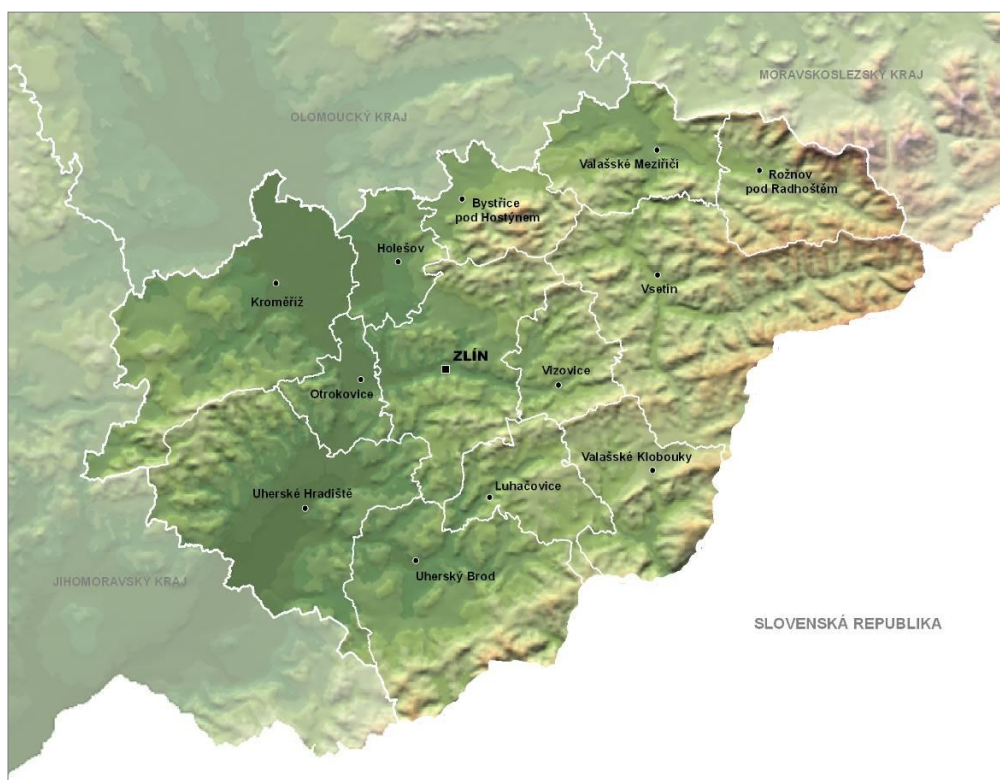 MORAVSKOSLEZSKÝ KRAJ
OLOMOUCKÝ KRAJ
Valašské Meziřiči
Rožnov
pod Radhoštěm
Bystřice
pod Hostýnem
Holešov
Vsetín
Kroměříž
ZLÍN
Vizovice
Otrokovice
Valašské Klobouky
Luhačovice
Uherské Hradiště
Uherský Brod
JIHOMORAVSKÝ KRAJ
SLOVENSKÁ REPUBLIKA